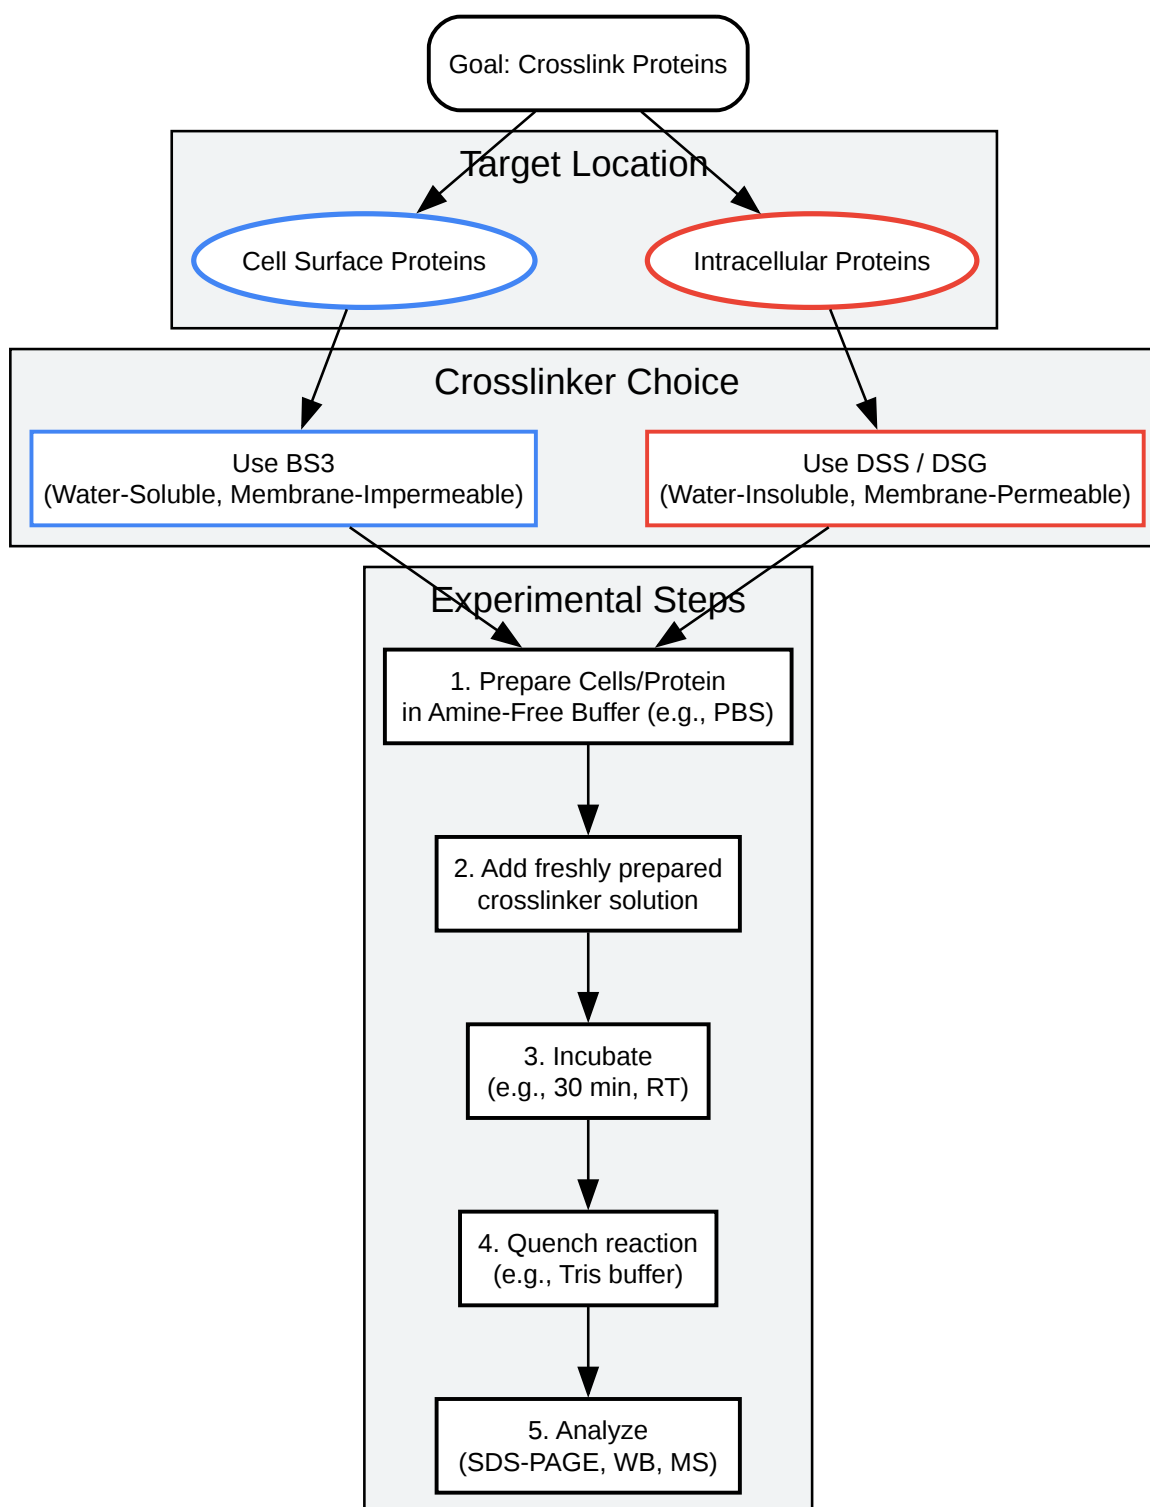 Goal: Crosslink Proteins
Target Location
Cell Surface Proteins
Intracellular Proteins
Crosslinker Choice
Use BS3
(Water-Soluble, Membrane-Impermeable)
Use DSS / DSG
(Water-Insoluble, Membrane-Permeable)
Experimental Steps
1. Prepare Cells/Protein
in Amine-Free Buffer (e.g., PBS)
2. Add freshly prepared
crosslinker solution
3. Incubate
(e.g., 30 min, RT)
4. Quench reaction
(e.g., Tris buffer)
5. Analyze
(SDS-PAGE, WB, MS)